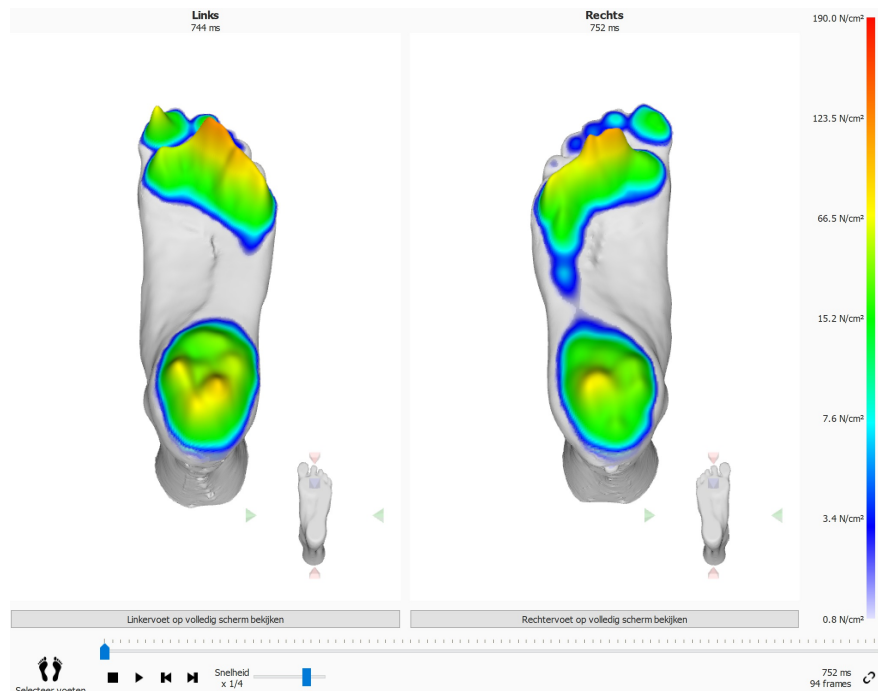 Links
744 ms
Rechts
752 ms
190.0 N/cm²
123.5 N/cm²
66.5 N/cm²
15.2 N/cm²
7.6 N/cm²
3.4 N/cm²
0.8 N/cm²
Linkervoet op volledig scherm bekijken
Rechtervoet op volledig scherm bekijken
Snelheid
x 1/4
752 ms
94 frames
Selecteer voeten